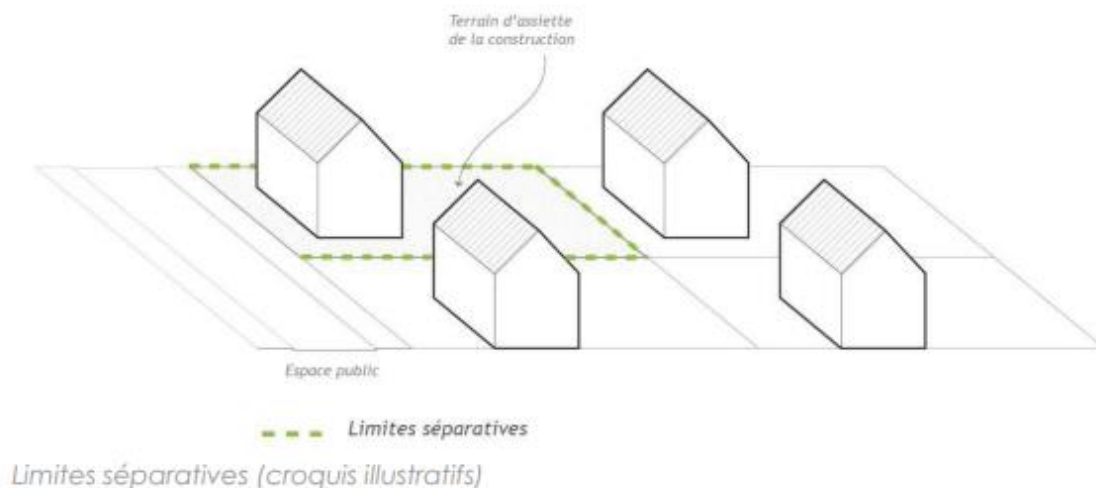 Terrain d'assiette
de la construction
Espace public
Limites séparatives
Limites séparatives (croquis illustratifs)